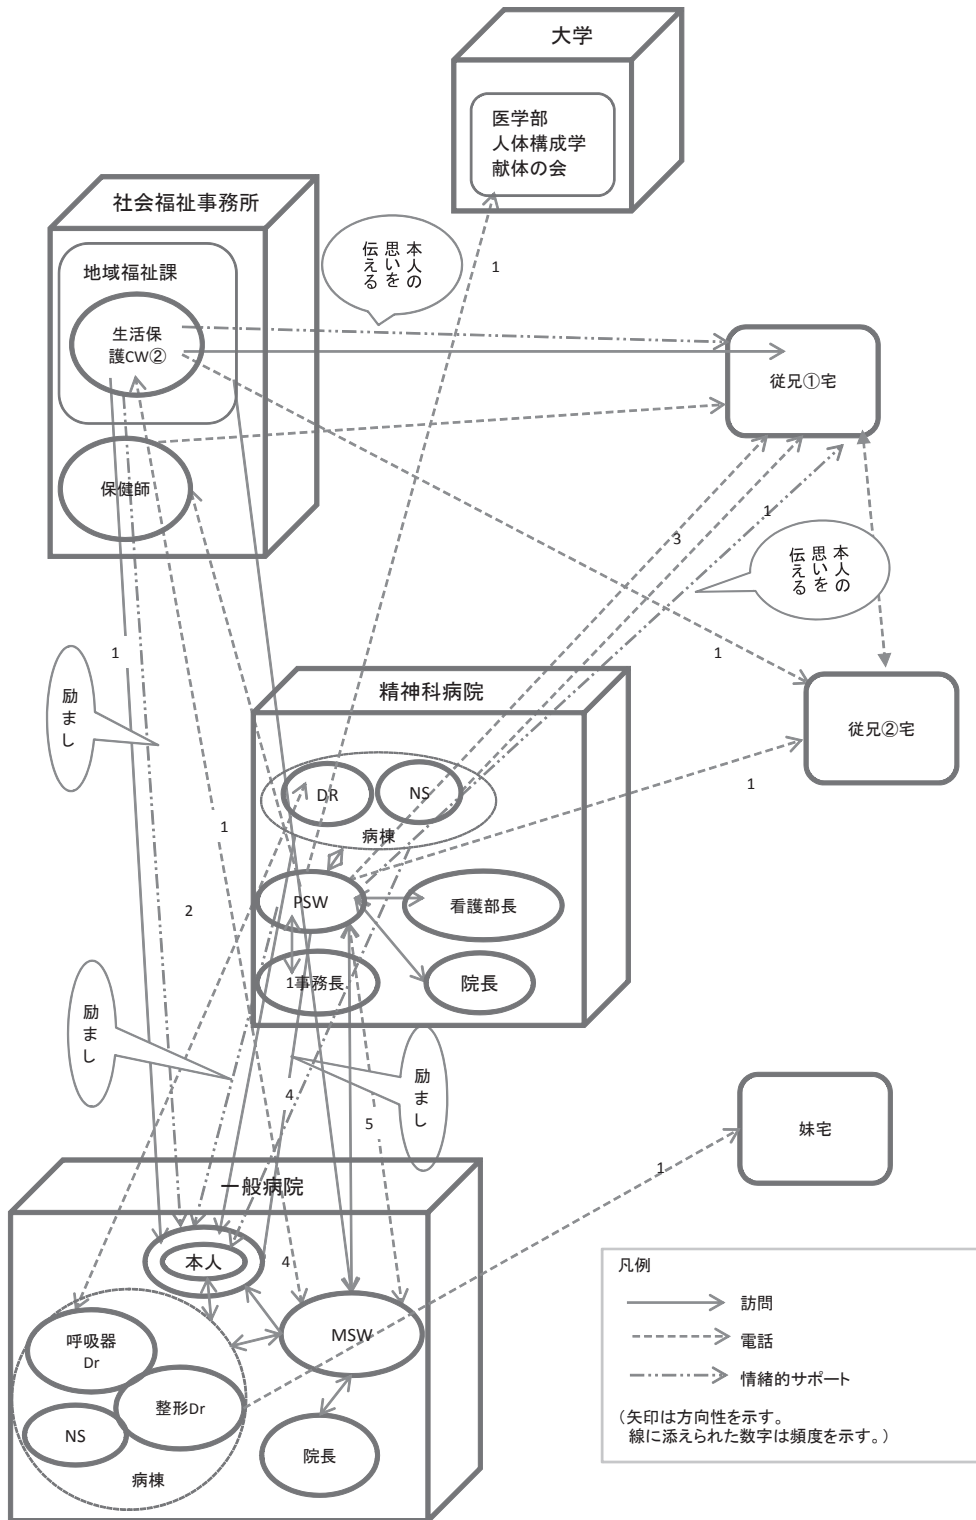 大学
医学部
人体構成学
献体の会
社会福祉事務所
地域福祉課
生活保
護CW②
保健師
本人の
思いを
伝える
1
従兄①宅
3
1
本人の
思いを
伝える
1
従兄②宅
1
1
励まし
2
1
精神科病院
DR
NS
病棟
PSW
看護部長
1事務長
院長
励まし
4
励まし
5
妹宅
1
一般病院
本人
4
呼吸器
Dr
整形Dr
NS
病棟
MSW
院長
凡例
訪問
電話
情緒的サポート
（矢印は方向性を示す。
線に添えられた数字は頻度を示す。）